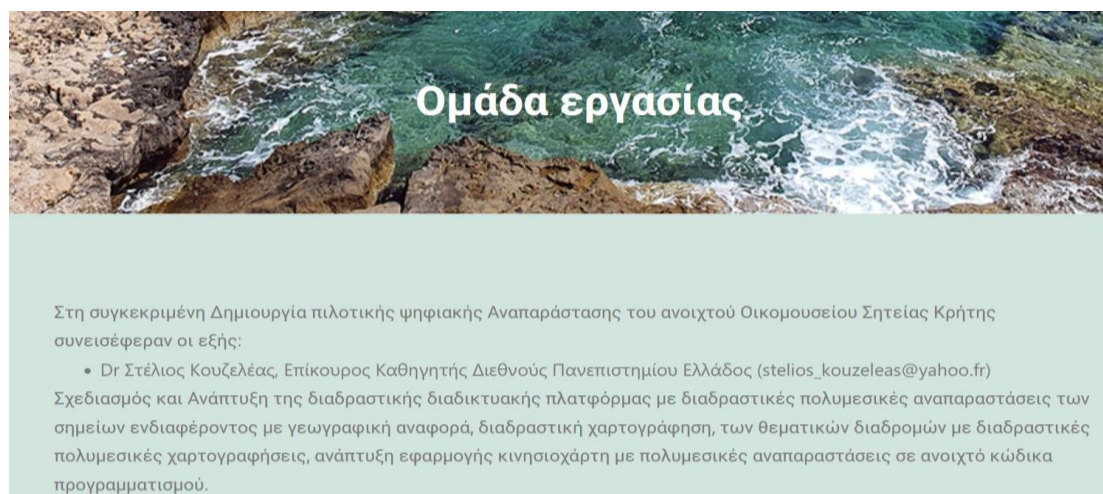 Ομάδα εργασίας
Στη συγκεκριμένη Δημιουργία πιλοτικής ψηφιακής Αναπαράστασης του ανοιχτού Οικομουσείου Σητείας Κρήτης
συνεισέφεραν οι εξής:
• Dr Στέλιος Κουζελέας, Επίκουρος Καθηγητής Διεθνούς Πανεπιστημίου Ελλάδος (stelios_kouzeleas@yahoo.fr)
Σχεδιασμός και Ανάπτυξη της διαδραστικής διαδικτυακής πλατφόρμας με διαδραστικές πολυμεσικές αναπαραστάσεις των
σημείων ενδιαφέροντος με γεωγραφική αναφορά, διαδραστική χαρτογράφηση, των θεματικών διαδρομών με διαδραστικές
πολυμεσικές χαρτογραφήσεις, ανάπτυξη εφαρμογής κινησιοχάρτη με πολυμεσικές αναπαραστάσεις σε ανοιχτό κώδικα
προγραμματισμού.